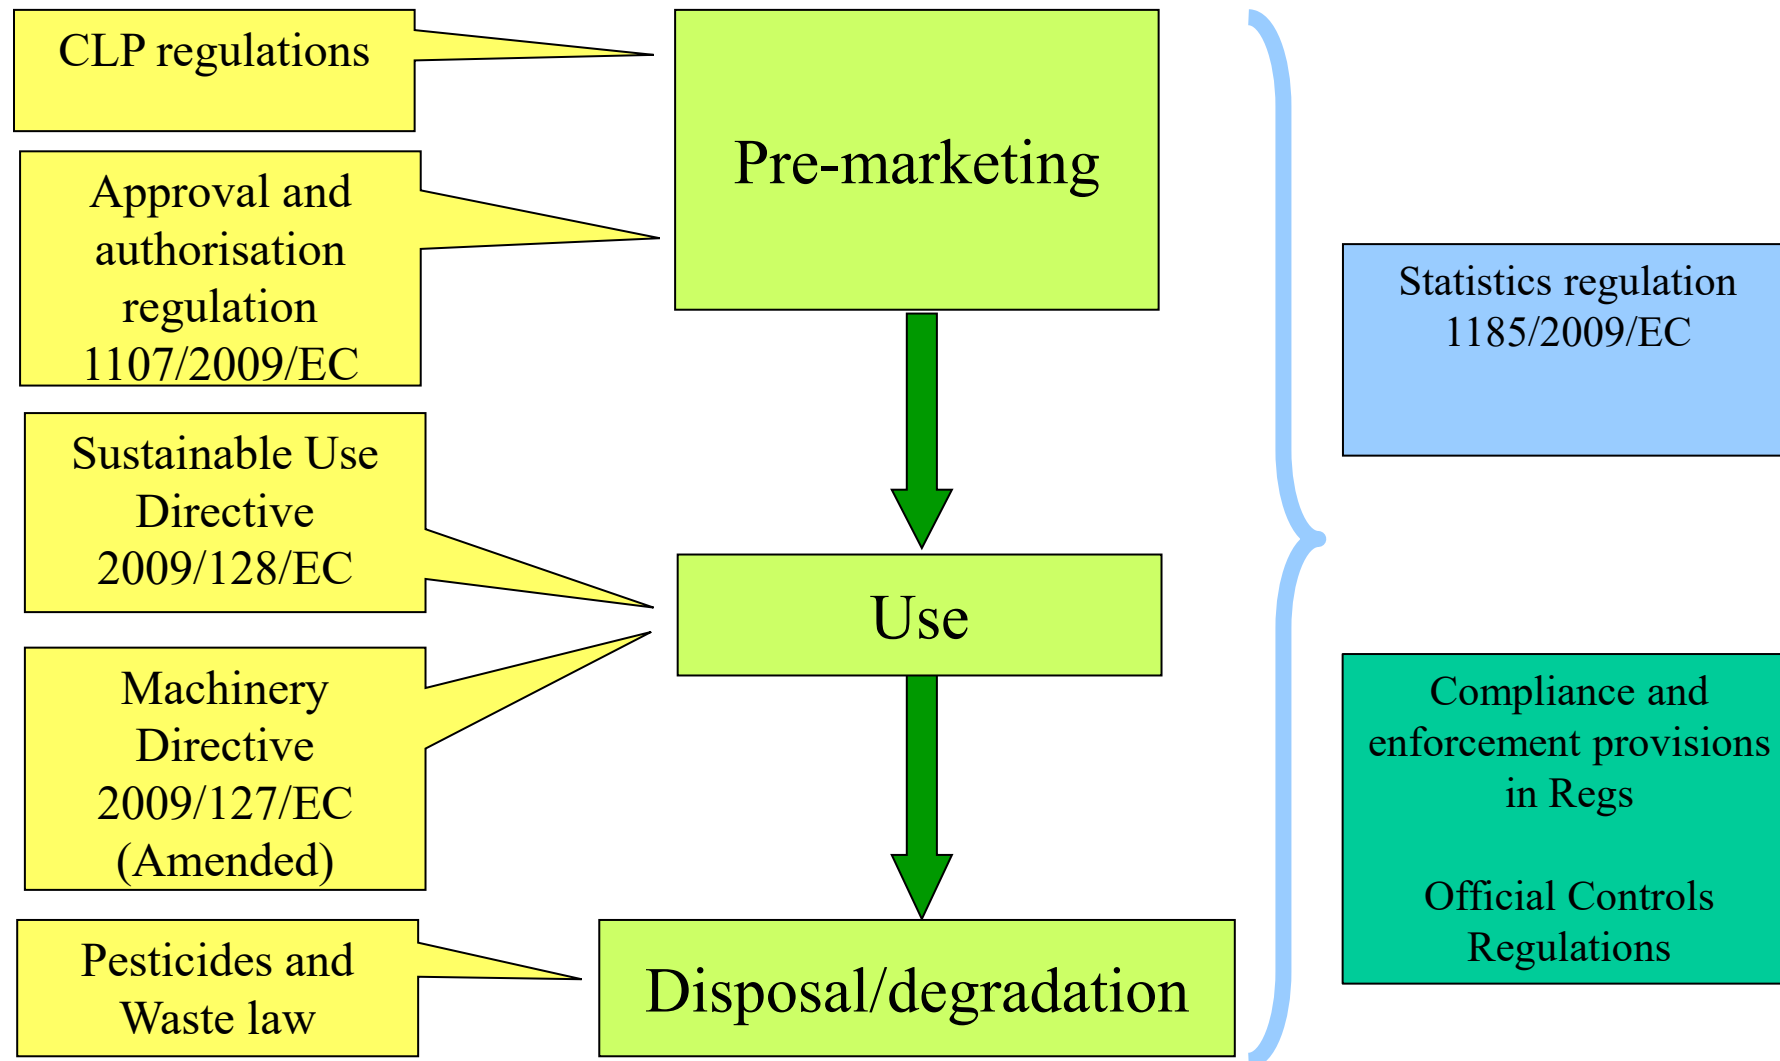 CLP regulations
Approval and
authorisation
regulation
1107/2009/EC
Sustainable Use
Directive
2009/128/EC
Machinery
Directive
2009/127/EC
(Amended)
Pesticides and
Waste law
Pre-marketing
Use
Disposal/degradation
Statistics regulation
1185/2009/EC
Compliance and
enforcement provisions
in Regs
Official Controls
Regulations